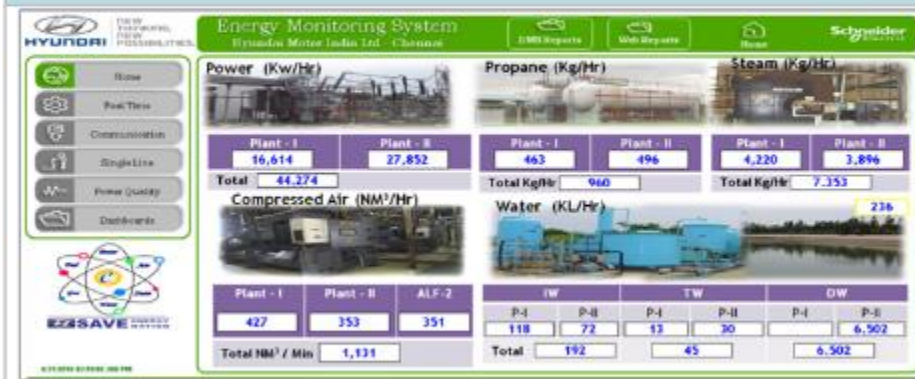 HYUNDAI
NEW
THINKING.
NEW
POSSIBILITIES.
Energy Monitoring System
Hyundai Motor India Ltd - Chennai
EMS Reports
Web Reports
Home
Schneider
Electric
Home
Real Time
Communication
Single Line
Power Quality
Dashboards
SAVE
Power (Kw/Hr)
Plant - I
Plant - II
16,614
27,852
Total 44,274
Propane (Kg/Hr)
Plant - I
Plant - II
463
496
Total Kg/Hr 960
Steam (Kg/Hr)
Plant - I
Plant - II
4,220
3,896
Total Kg/Hr 7,353
Compressed Air (NM³/Hr)
Plant - I
Plant - II
ALF-2
427
353
351
Total NM³ / Min 1,131
Water (KL/Hr)
236
IW
TW
DW
P-I
P-II
P-I
P-II
P-I
P-II
118
72
13
30
6.502
Total 192
45
6.502